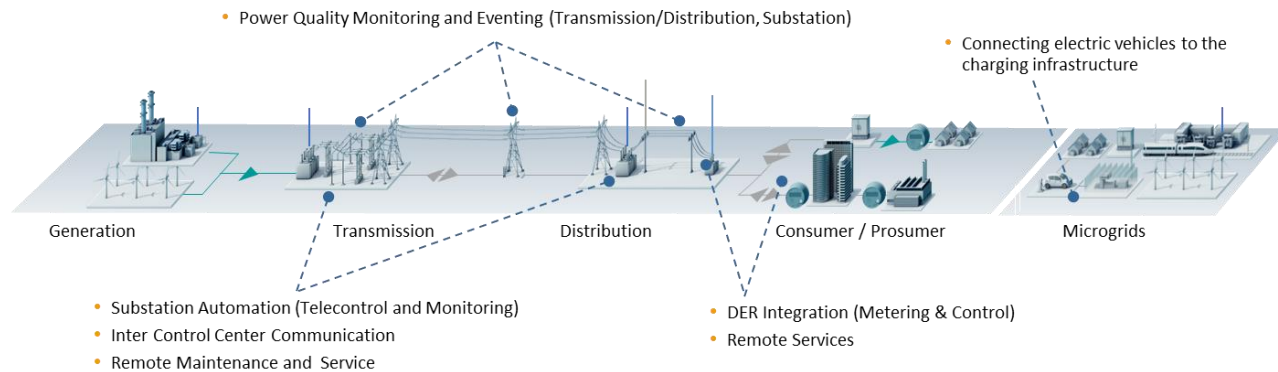 • Power Quality Monitoring and Eventing (Transmission/Distribution, Substation)
• Connecting electric vehicles to the
charging infrastructure
Generation
Transmission
Distribution
Consumer / Prosumer
Microgrids
• Substation Automation (Telecontrol and Monitoring)
• Inter Control Center Communication
• Remote Maintenance and Service
• DER Integration (Metering & Control)
• Remote Services